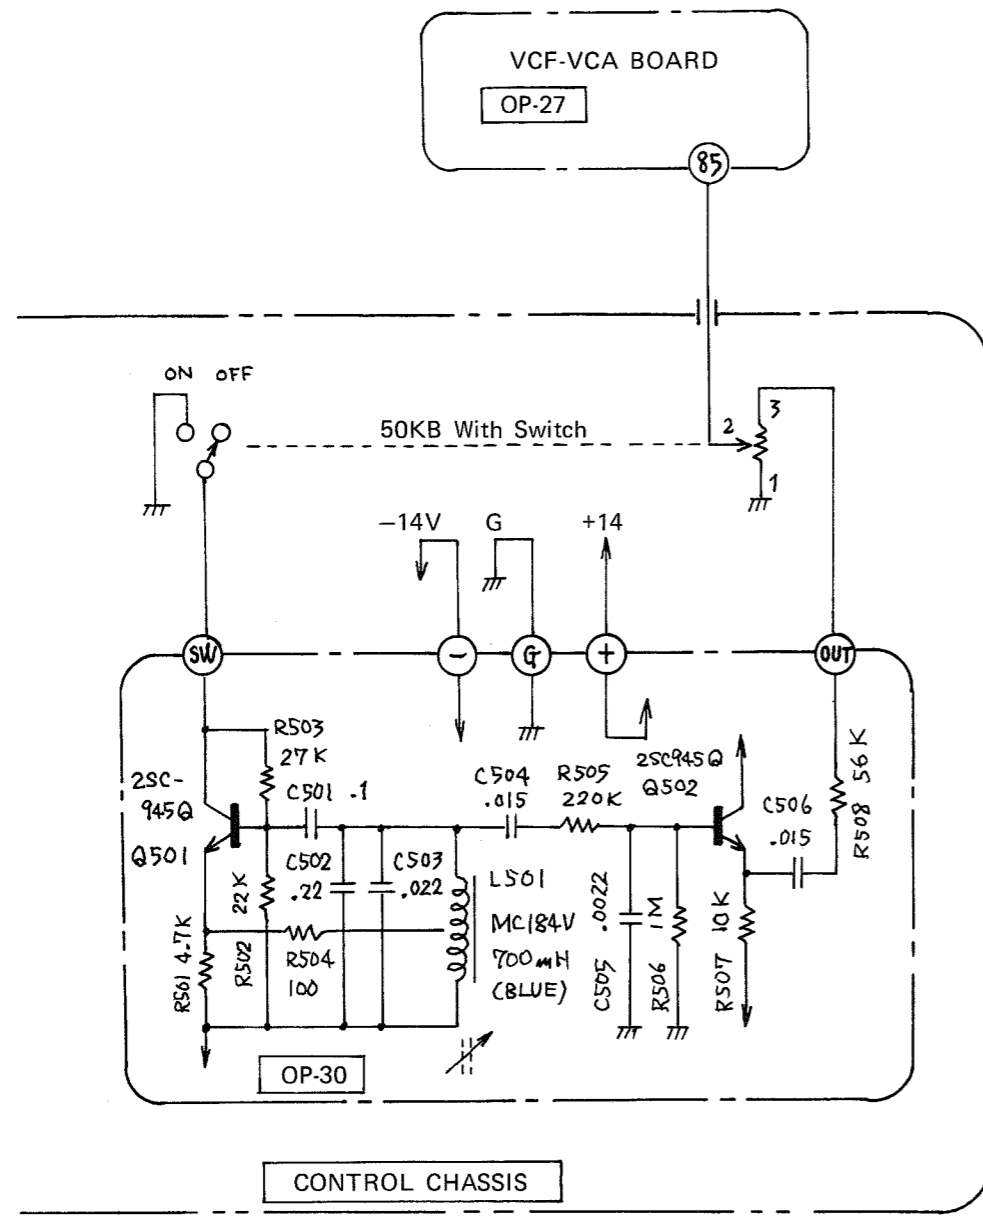 VCF-VCA BOARD
OP-27
85
ON OFF
50KB With Switch
2
3
1
−14V G +14
SW − G + OUT
R503
27K
2SC-
945Q
Q501
C501 .1
C504
.015
R505
220K
2SC945Q
Q502
C506
.015
R508 56K
C502
.22
C503
.022
L501
MC184V
700mH
(BLUE)
22K
R502
R501 4.7K
R504
100
C505 .0022
R506 1M
R507 10K
OP-30
CONTROL CHASSIS